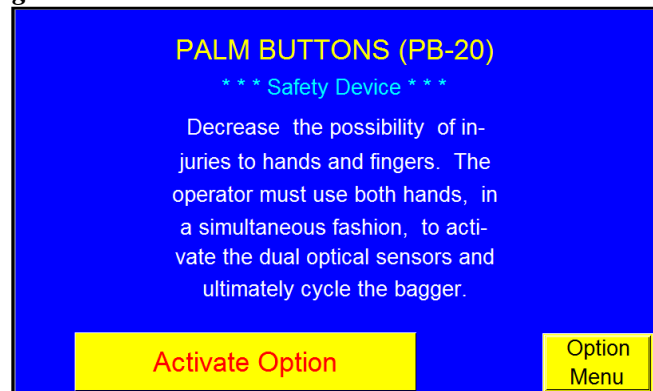 PALM BUTTONS (PB-20)
* * * Safety Device * * *
Decrease the possibility of in-
juries to hands and fingers. The
operator must use both hands, in
a simultaneous fashion, to acti-
vate the dual optical sensors and
ultimately cycle the bagger.
Activate Option
Option
Menu